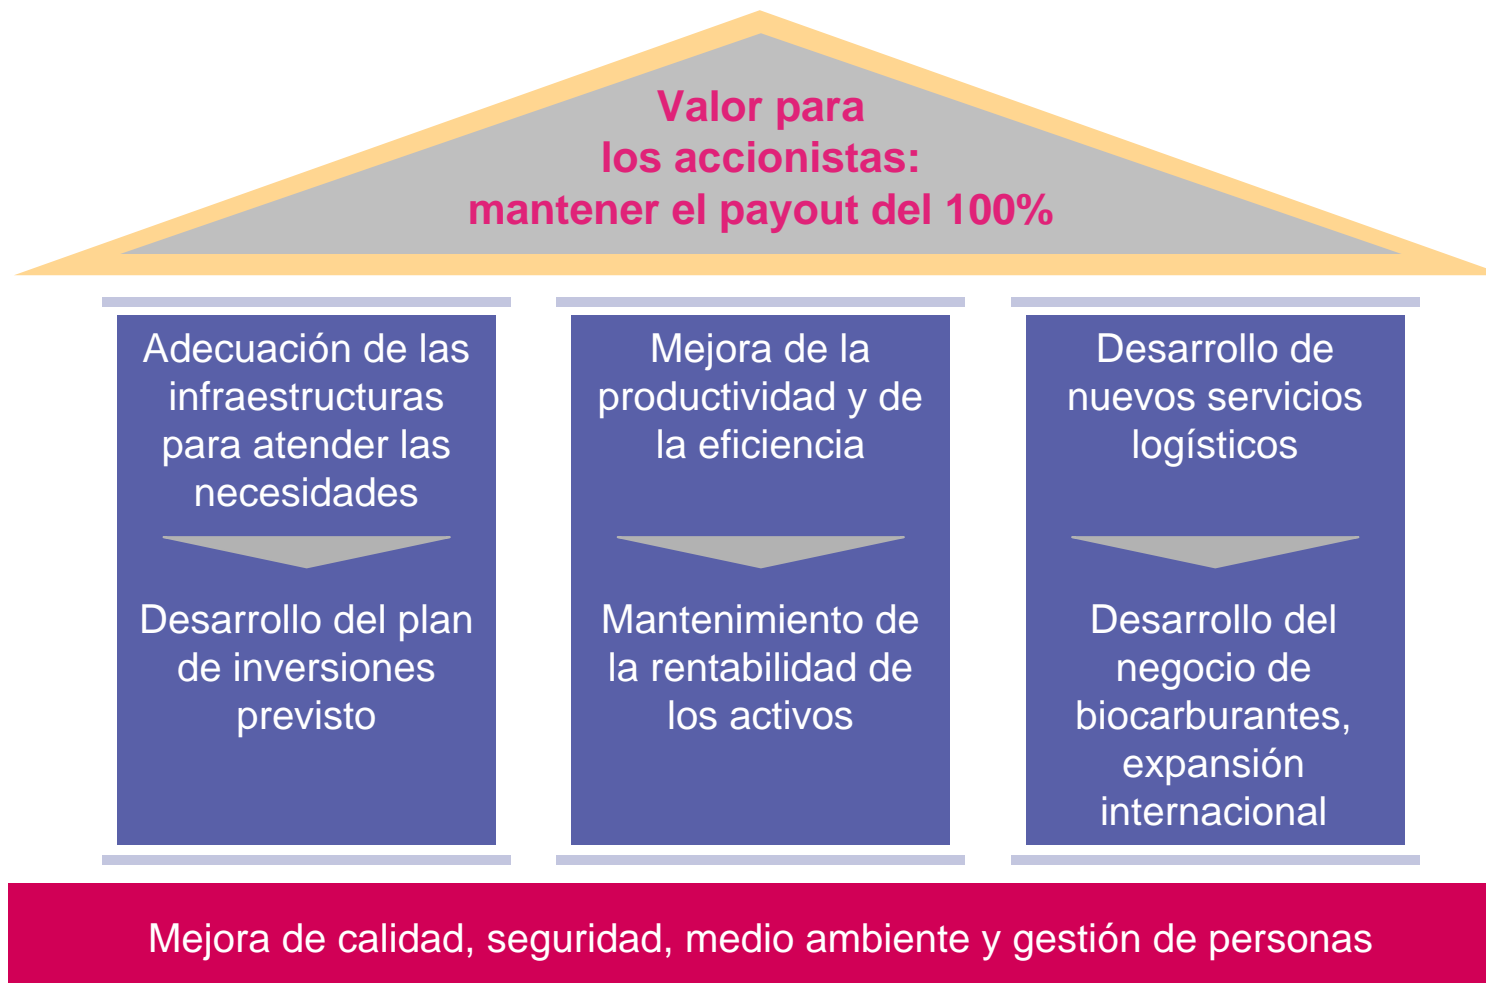 Valor para
los accionistas:
mantener el payout del 100%
Adecuación de las
infraestructuras
para atender las
necesidades
Desarrollo del plan
de inversiones
previsto
Mejora de la
productividad y de
la eficiencia
Mantenimiento de
la rentabilidad de
los activos
Desarrollo de
nuevos servicios
logísticos
Desarrollo del
negocio de
biocarburantes,
expansión
internacional
Mejora de calidad, seguridad, medio ambiente y gestión de personas